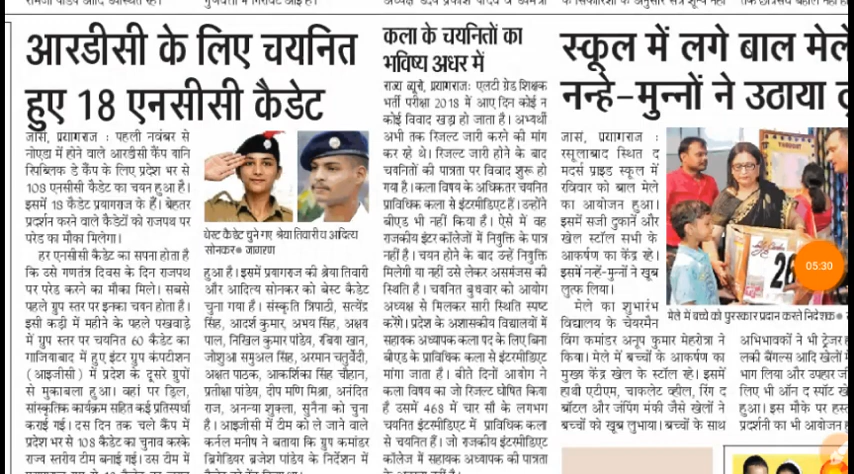 आरडीसी के लिए चयनित
हुए 18 एनसीसी कैडेट
जासं, प्रयागराज : पहली नवंबर से
नोएडा में होने वाले आरडीसी कैंप यानि
रिपब्लिक डे कैंप के लिए प्रदेश भर से
108 एनसीसी कैडेट का चयन हुआ है।
इसमें 18 कैडेट प्रयागराज के हैं। बेहतर
प्रदर्शन करने वाले कैडेटों को राजपथ पर
परेड का मौका मिलेगा।
हर एनसीसी कैडेट का सपना होता है
कि उसे गणतंत्र दिवस के दिन राजपथ
पर परेड करने का मौका मिले। सबसे
पहले ग्रुप स्तर पर इनका चयन होता है।
इसी कड़ी में महीने के पहले पखवाड़े
में ग्रुप स्तर पर चयनित 60 कैडेट का
गाजियाबाद में हुए इंटर ग्रुप कंपटीशन
(आइजीसी) में प्रदेश के दूसरे ग्रुपों
से मुकाबला हुआ। वहां पर ड्रिल,
सांस्कृतिक कार्यक्रम सहित कई प्रतिस्पर्धा
कराई गई। दस दिन तक चले कैंप में
प्रदेश भर से 108 कैडेट का चुनाव करके
राज्य स्तरीय टीम बनाई गई। उस टीम में
बेस्ट कैडेट चुने गए श्रेया तिवारी व आदित्य
सोनकर ● जागरण
हुआ है। इसमें प्रयागराज की श्रेया तिवारी
और आदित्य सोनकर को बेस्ट कैडेट
चुना गया है। संस्कृति त्रिपाठी, सत्येंद्र
सिंह, आदर्श कुमार, अभय सिंह, अक्षय
पाल, निखिल कुमार पांडेय, खान,
जोशुआ समुअल सिंह, अरमान चतुर्वेदी,
अक्षत पाठक, आकर्शिका सिंह चौहान,
प्रतीक्षा पांडेय, दीप मणि मिश्रा, अनंदित
राज, अनन्या शुक्ला, सुनैना को चुना
है। आइजीसी में टीम को ले जाने वाले
कर्नल मनीप ने बताया कि ग्रुप कमांडर
ब्रिगेडियर ब्रजेश पांडेय के निर्देशन में
कला के चयनितों का
भविष्य अधर में
राज्य ब्यूरो, प्रयागराज: एलटी ग्रेड शिक्षक
भर्ती परीक्षा 2018 में आए दिन कोई न
कोई विवाद खड़ा हो जाता है। अभ्यर्थी
अभी तक रिजल्ट जारी करने की मांग
कर रहे थे। रिजल्ट जारी होने के बाद
चयनितों की पात्रता पर विवाद शुरू हो
गया है। कला विषय के अधिकतर चयनित
प्राविधिक कला से इंटरमीडिएट हैं। उन्होंने
बीएड भी नहीं किया है। ऐसे में वह
राजकीय इंटर कॉलेजों में नियुक्ति के पात्र
नहीं है। चयन होने के बाद उन्हें नियुक्ति
मिलेगी या नहीं उसे लेकर असमंजस की
स्थिति है। चयनित बुधवार को आयोग
अध्यक्ष से मिलकर सारी स्थिति स्पष्ट
करेंगे। प्रदेश के अशासकीय विद्यालयों में
सहायक अध्यापक कला पद के लिए बिना
बीएड के प्राविधिक कला से इंटरमीडिएट
मांगा जाता है। बीते दिनों आयोग ने
कला विषय का जो रिजल्ट घोषित किया
है उसमें 468 में चार सौ के लगभग
चयनित इंटरमीडिएट में प्राविधिक कला
से चयनित हैं। जो राजकीय इंटरमीडिएट
कॉलेज में सहायक अध्यापक की पात्रता
स्कूल में लगे बाल मेले
नन्हे-मुन्नों ने उठाया
जासं, प्रयागराज :
रसूलाबाद स्थित द
मदर्स प्राइड स्कूल में
रविवार को बाल मेले
का आयोजन हुआ।
इसमें सजी दुकानें और
खेल स्टॉल सभी के
आकर्षण का केंद्र रहे।
इसमें नन्हे-मुन्नों ने खूब
लुत्फ लिया।
मेले का शुभारंभ
विद्यालय के चेयरमैन
विंग कमांडर अनूप कुमार मेहरोत्रा ने
किया। मेले में बच्चों के आकर्षण का
मुख्य केंद्र खेल के स्टॉल रहे। इसमें
हाथी एटीएम, चाकलेट व्हील, रिंग द
बॉटल और जंपिंग मंकी जैसे खेलों ने
बच्चों को खूब लुभाया। बच्चों के साथ
26
05:30
मेले में बच्चे को पुरस्कार प्रदान करते निदेशक ●
अभिभावकों ने भी ट्रेजर
लकी बैंगल्स आदि खेलों में
भाग लिया और उपहार जी
लिए भी ऑन द स्पॉट खे
हुआ। इस मौके पर हस्त
प्रदर्शनी का भी आयोजन ह